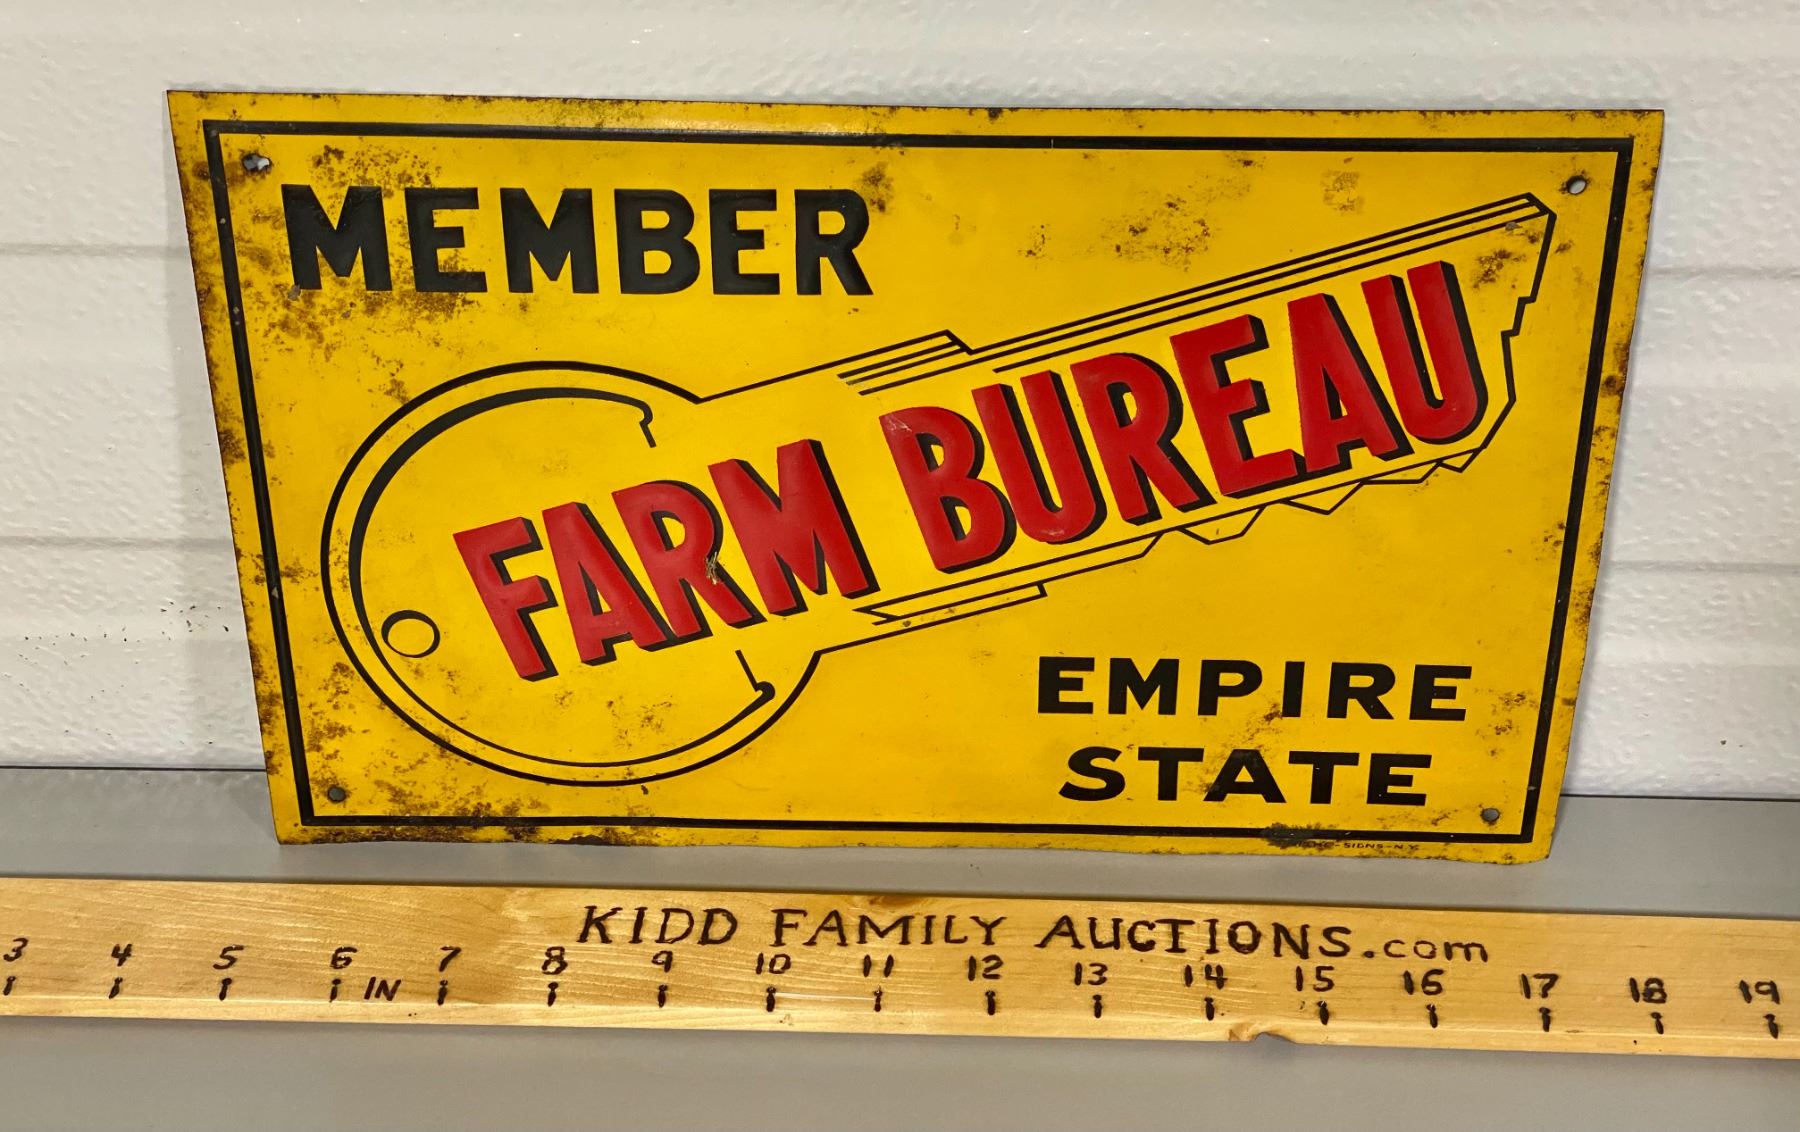 MEMBER
FARM BUREAU
EMPIRE
STATE
SIGNS-N.Y.
KIDD FAMILY AUCTIONS.com
3 4 5 6 IN 7 8 9 10 11 12 13 14 15 16 17 18 19